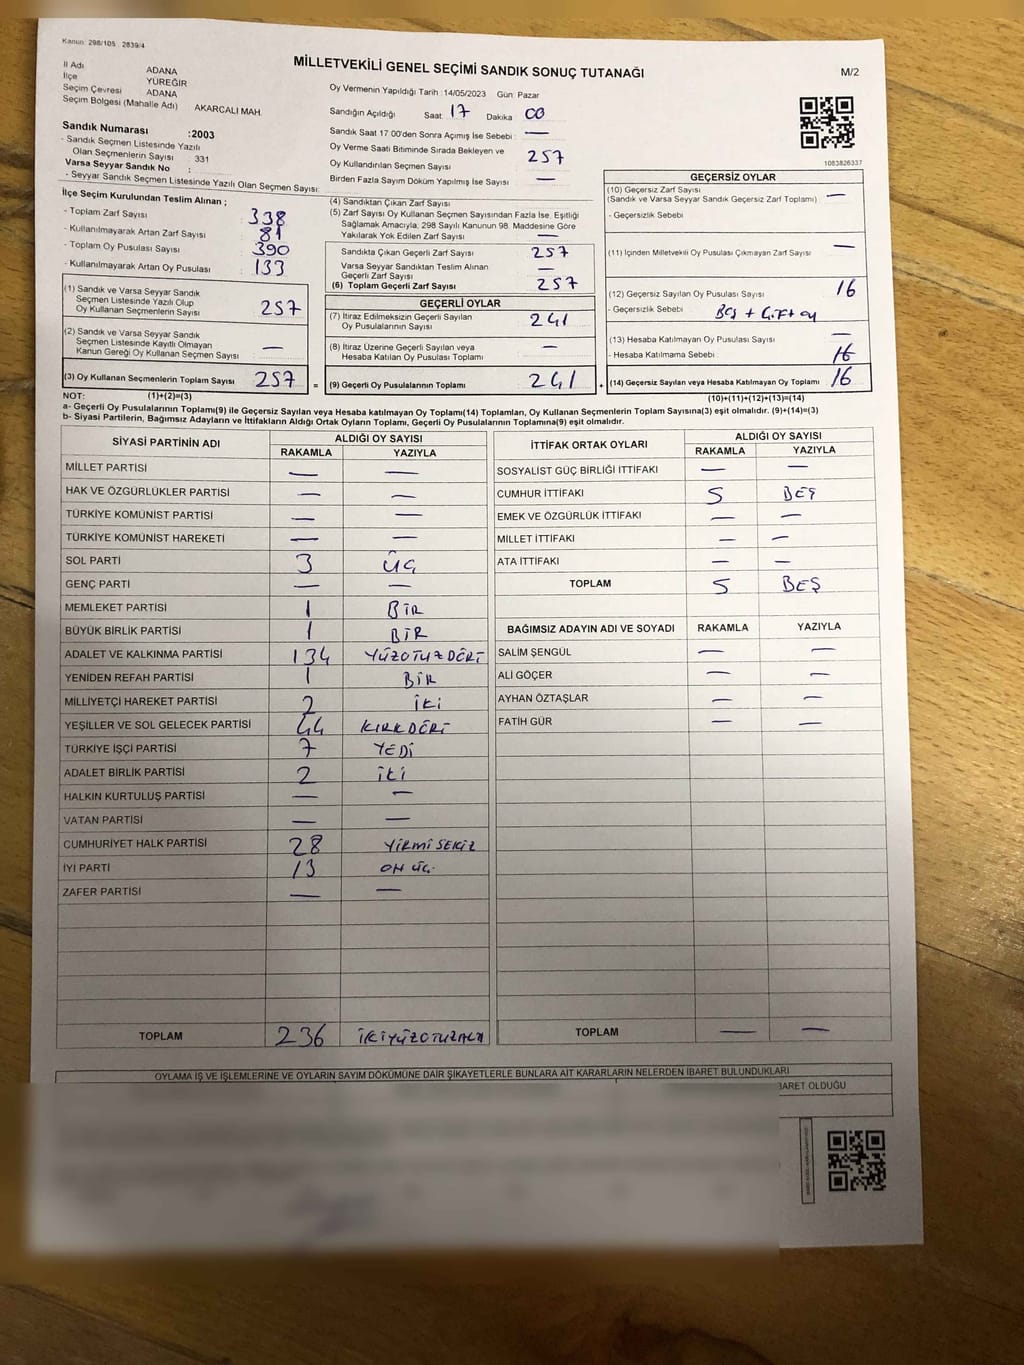 Kanun: 298/105 2839/4
MİLLETVEKİLİ GENEL SEÇİMİ SANDIK SONUÇ TUTANAĞI
M/2
İl Adı ADANA
İlçe YÜREĞİR
Seçim Çevresi ADANA
Seçim Bölgesi (Mahalle Adı) AKARCALI MAH.
Sandık Numarası :2003
- Sandık Seçmen Listesinde Yazılı
Olan Seçmenlerin Sayısı : 331
Varsa Seyyar Sandık No :
- Seyyar Seçmen Listesinde Yazılı Olan Seçmen Sayısı:
Oy Vermenin Yapıldığı Tarih :14/05/2023 Gün: Pazar
Sandığın Açıldığı Saat: 17 Dakika 00
Sandık Saat 17:00'den Sonra Açımış İse Sebebi : —
Oy Verme Saati Bitiminde Sırada Bekleyen ve
Oy Kullandırılan Seçmen Sayısı 257
Birden Fazla Sayım Döküm Yapılmış İse Sayısı —
1083826337
İlçe Seçim Kurulundan Teslim Alınan ;
- Toplam Zarf Sayısı 338
- Kullanılmayarak Artan Zarf Sayısı 81
- Toplam Oy Pusulası Sayısı 390
- Kullanılmayarak Artan Oy Pusulası 133
(1) Sandık ve Varsa Seyyar Sandık
Seçmen Listesinde Yazılı Olup
Oy Kullanan Seçmenlerin Sayısı 257
(2) Sandık ve Varsa Seyyar Sandık
Seçmen Listesinde Kayıtlı Olmayan
Kanun Gereği Oy Kullanan Seçmen Sayısı —
(3) Oy Kullanan Seçmenlerin Toplam Sayısı 257 =
(4) Sandıktan Çıkan Zarf Sayısı
(5) Zarf Sayısı Oy Kullanan Seçmen Sayısından Fazla İse, Eşitliği
Sağlamak Amacıyla; 298 Sayılı Kanunun 98. Maddesine Göre
Yakılarak Yok Edilen Zarf Sayısı —
Sandıkta Çıkan Geçerli Zarf Sayısı 257
Varsa Seyyar Sandıktan Teslim Alınan
Geçerli Zarf Sayısı —
(6) Toplam Geçerli Zarf Sayısı 257
GEÇERLİ OYLAR
(7) İtiraz Edilmeksizin Geçerli Sayılan
Oy Pusulalarının Sayısı 241
(8) İtiraz Üzerine Geçerli Sayılan veya
Hesaba Katılan Oy Pusulası Toplamı —
(9) Geçerli Oy Pusulalarının Toplamı 241 +
GEÇERSİZ OYLAR
(10) Geçersiz Zarf Sayısı
(Sandık ve Varsa Seyyar Sandık Geçersiz Zarf Toplamı) —
- Geçersizlik Sebebi
(11) İçinden Milletvekili Oy Pusulası Çıkmayan Zarf Sayısı —
(12) Geçersiz Sayılan Oy Pusulası Sayısı 16
- Geçersizlik Sebebi : Boş + Çift oy
(13) Hesaba Katılmayan Oy Pusulası Sayısı —
- Hesaba Katılmama Sebebi : 16
(14) Geçersiz Sayılan veya Hesaba Katılmayan Oy Toplamı 16
NOT: (1)+(2)=(3) (10)+(11)+(12)+(13)=(14)
a- Geçerli Oy Pusulalarının Toplamı(9) ile Geçersiz Sayılan veya Hesaba katılmayan Oy Toplamı(14) Toplamları, Oy Kullanan Seçmenlerin Toplam Sayısına(3) eşit olmalıdır. (9)+(14)=(3)
b- Siyasi Partilerin, Bağımsız Adayların ve İttifakların Aldığı Ortak Oyların Toplamı, Geçerli Oy Pusulalarının Toplamına(9) eşit olmalıdır.
SİYASİ PARTİNİN ADI ALDIĞI OY SAYISI
RAKAMLA YAZIYLA
MİLLET PARTİSİ — —
HAK VE ÖZGÜRLÜKLER PARTİSİ — —
TÜRKİYE KOMÜNİST PARTİSİ — —
TÜRKİYE KOMÜNİST HAREKETİ — —
SOL PARTİ 3 ÜÇ
GENÇ PARTİ — —
MEMLEKET PARTİSİ 1 BİR
BÜYÜK BİRLİK PARTİSİ 1 BİR
ADALET VE KALKINMA PARTİSİ 134 YÜZOTUZDÖRT
YENİDEN REFAH PARTİSİ 1 BİR
MİLLİYETÇİ HAREKET PARTİSİ 2 İKİ
YEŞİLLER VE SOL GELECEK PARTİSİ 44 KIRKDÖRT
TÜRKİYE İŞÇİ PARTİSİ 7 YEDİ
ADALET BİRLİK PARTİSİ 2 İKİ
HALKIN KURTULUŞ PARTİSİ — —
VATAN PARTİSİ — —
CUMHURİYET HALK PARTİSİ 28 YİRMİSEKİZ
İYİ PARTİ 13 ONÜÇ
ZAFER PARTİSİ — —
TOPLAM 236 İKİYÜZOTUZALTI
İTTİFAK ORTAK OYLARI ALDIĞI OY SAYISI
RAKAMLA YAZIYLA
SOSYALİST GÜÇ BİRLİĞİ İTTİFAKI — —
CUMHUR İTTİFAKI 5 BEŞ
EMEK VE ÖZGÜRLÜK İTTİFAKI — —
MİLLET İTTİFAKI — —
ATA İTTİFAKI — —
TOPLAM 5 BEŞ
BAĞIMSIZ ADAYIN ADI VE SOYADI RAKAMLA YAZIYLA
SALİM ŞENGÜL — —
ALİ GÖÇER — —
AYHAN ÖZTAŞLAR — —
FATİH GÜR — —
TOPLAM — —
OYLAMA İŞ VE İŞLEMLERİNE VE OYLARIN SAYIM DÖKÜMÜNE DAİR ŞİKAYETLERLE BUNLARA AİT KARARLARIN NELERDEN İBARET BULUNDUKLARI
BARET OLDUĞU